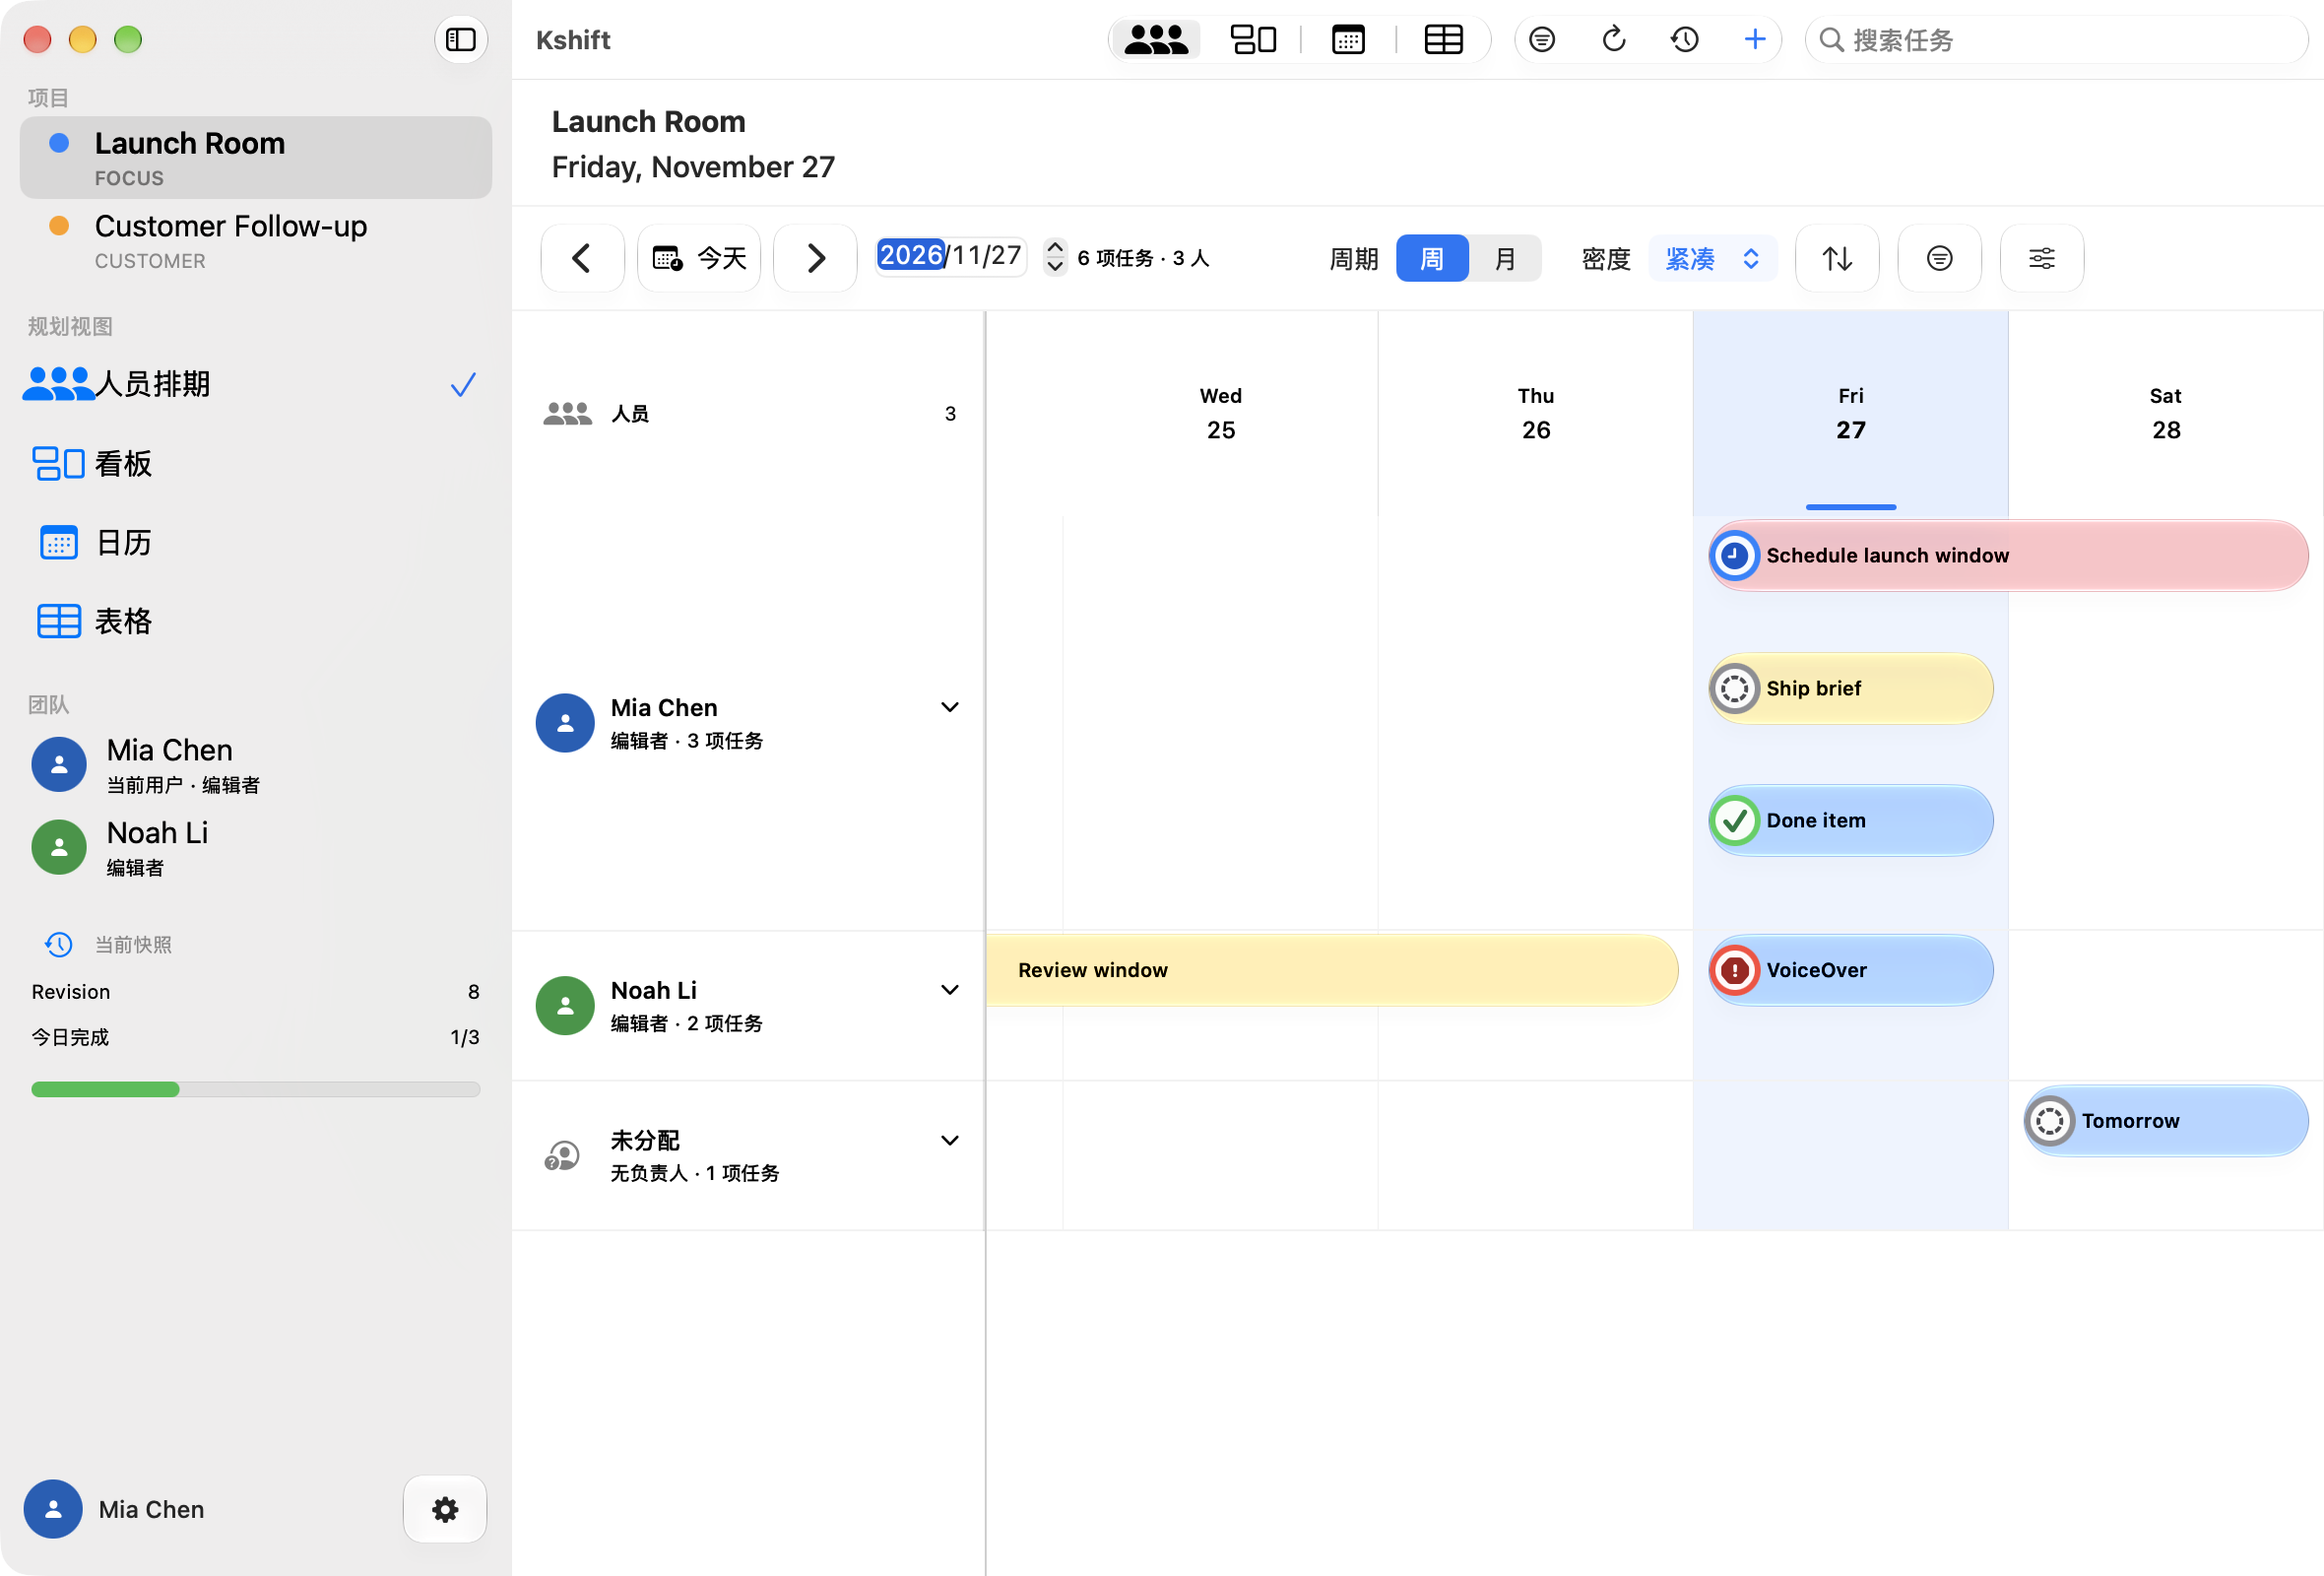 Kshift
搜索任务
项目
Launch Room
FOCUS
Customer Follow-up
CUSTOMER
规划视图
人员排期
看板
日历
表格
团队
Mia Chen
当前用户 · 编辑者
Noah Li
编辑者
当前快照
Revision 8
今日完成 1/3
Mia Chen
Launch Room
Friday, November 27
今天
2026/11/27
6 项任务 · 3 人
周期
周
月
密度
紧凑
人员 3
Wed
25
Thu
26
Fri
27
Sat
28
Mia Chen
编辑者 · 3 项任务
Schedule launch window
Ship brief
Done item
Noah Li
编辑者 · 2 项任务
Review window
VoiceOver
未分配
无负责人 · 1 项任务
Tomorrow